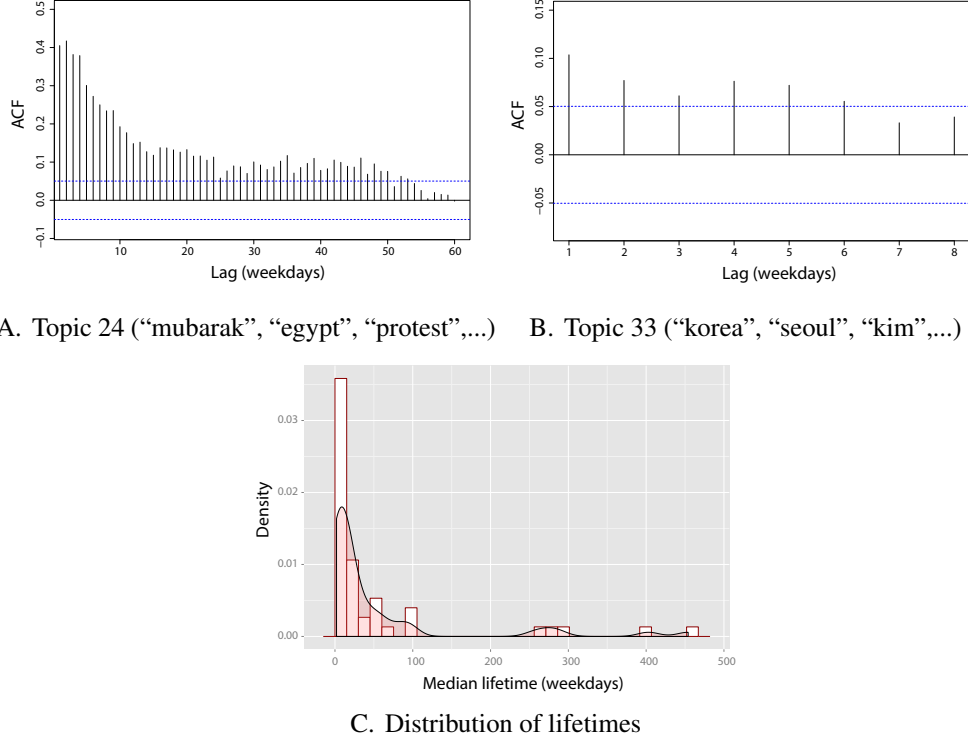 0.5
0.4
0.3
0.2
0.1
0.0
−0.1
ACF
10 20 30 40 50 60
Lag (weekdays)
0.15
0.10
0.05
0.00
−0.05
ACF
1 2 3 4 5 6 7 8
Lag (weekdays)
A. Topic 24 (“mubarak”, “egypt”, “protest”,...)
B. Topic 33 (“korea”, “seoul”, “kim”,...)
0.03
0.02
0.01
0.00
Density
0 100 200 300 400 500
Median lifetime (weekdays)
C. Distribution of lifetimes